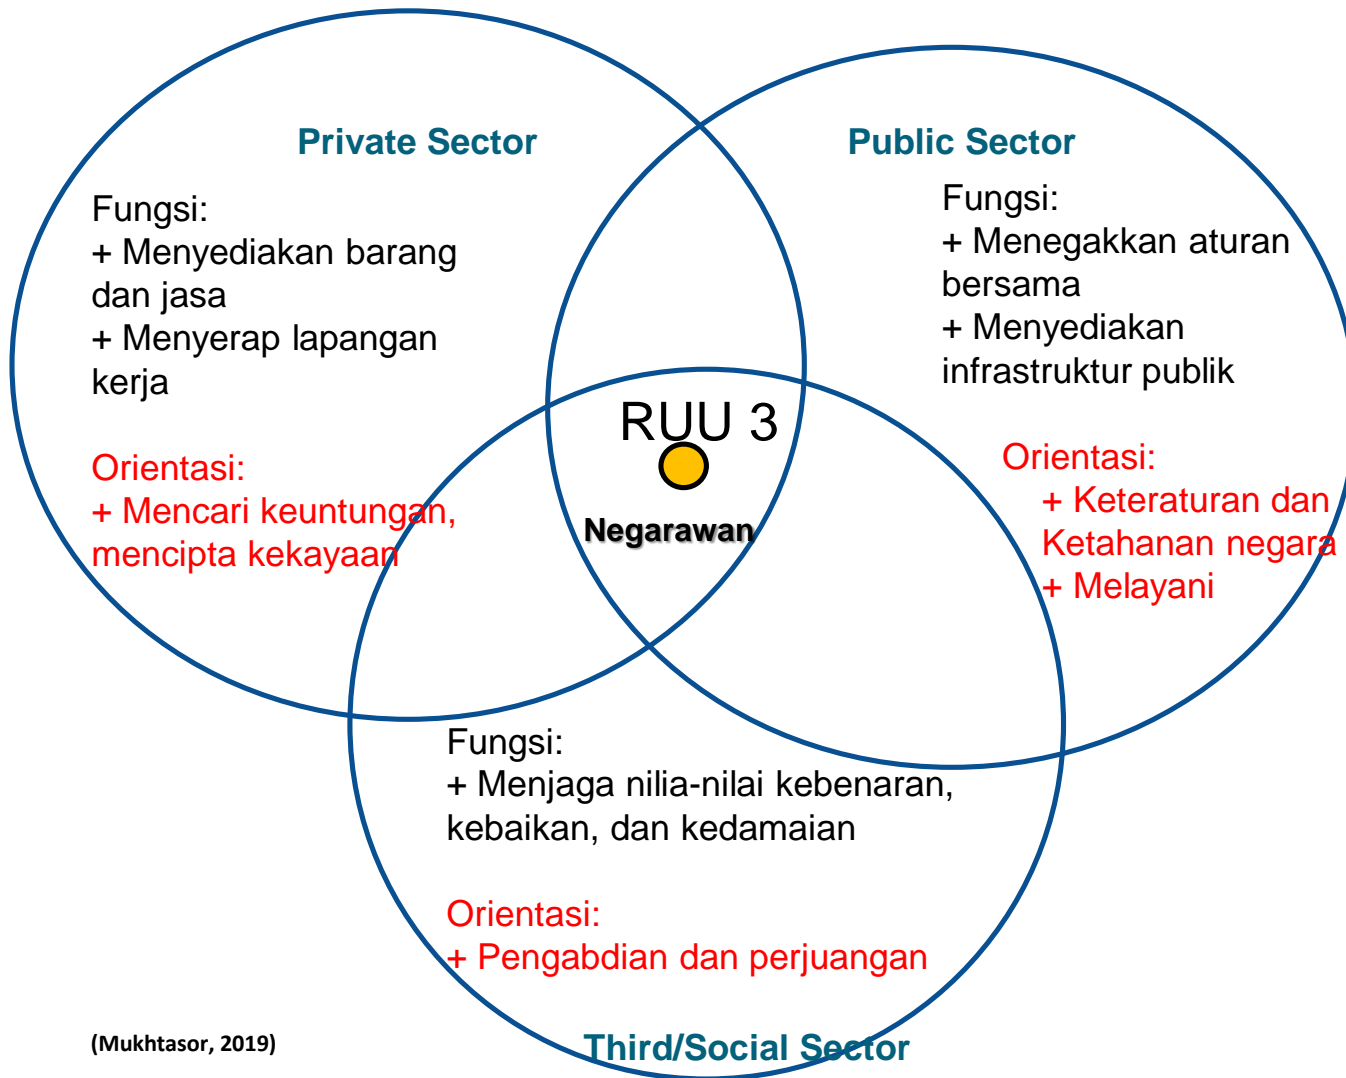 Private Sector
Fungsi:
+ Menyediakan barang
dan jasa
+ Menyerap lapangan
kerja
Orientasi:
+ Mencari keuntungan,
mencipta kekayaan
Public Sector
Fungsi:
+ Menegakkan aturan
bersama
+ Menyediakan
infrastruktur publik
Orientasi:
+ Keteraturan dan
Ketahanan negara
+ Melayani
RUU 3
Negarawan
Fungsi:
+ Menjaga nilia-nilai kebenaran,
kebaikan, dan kedamaian
Orientasi:
+ Pengabdian dan perjuangan
Third/Social Sector
(Mukhtasor, 2019)